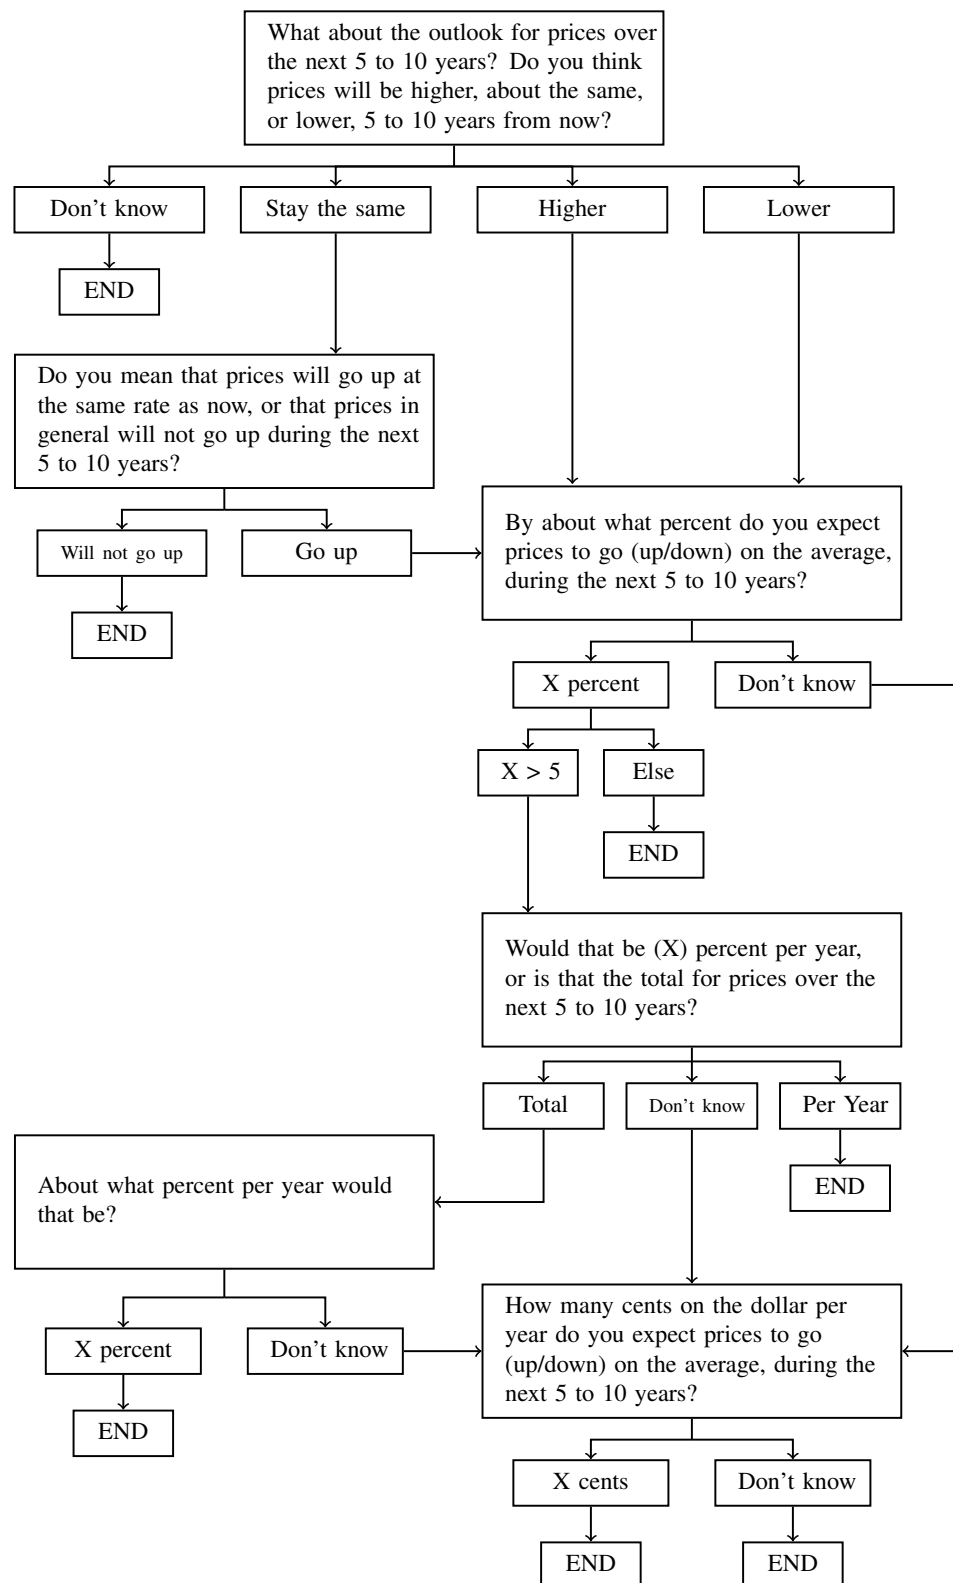 What about the outlook for prices over
the next 5 to 10 years? Do you think
prices will be higher, about the same,
or lower, 5 to 10 years from now?
Don't know
Stay the same
Higher
Lower
END
Do you mean that prices will go up at
the same rate as now, or that prices in
general will not go up during the next
5 to 10 years?
Will not go up
Go up
END
By about what percent do you expect
prices to go (up/down) on the average,
during the next 5 to 10 years?
X percent
Don't know
X > 5
Else
END
Would that be (X) percent per year,
or is that the total for prices over the
next 5 to 10 years?
Total
Don't know
Per Year
END
About what percent per year would
that be?
X percent
Don't know
END
How many cents on the dollar per
year do you expect prices to go
(up/down) on the average, during the
next 5 to 10 years?
X cents
Don't know
END
END